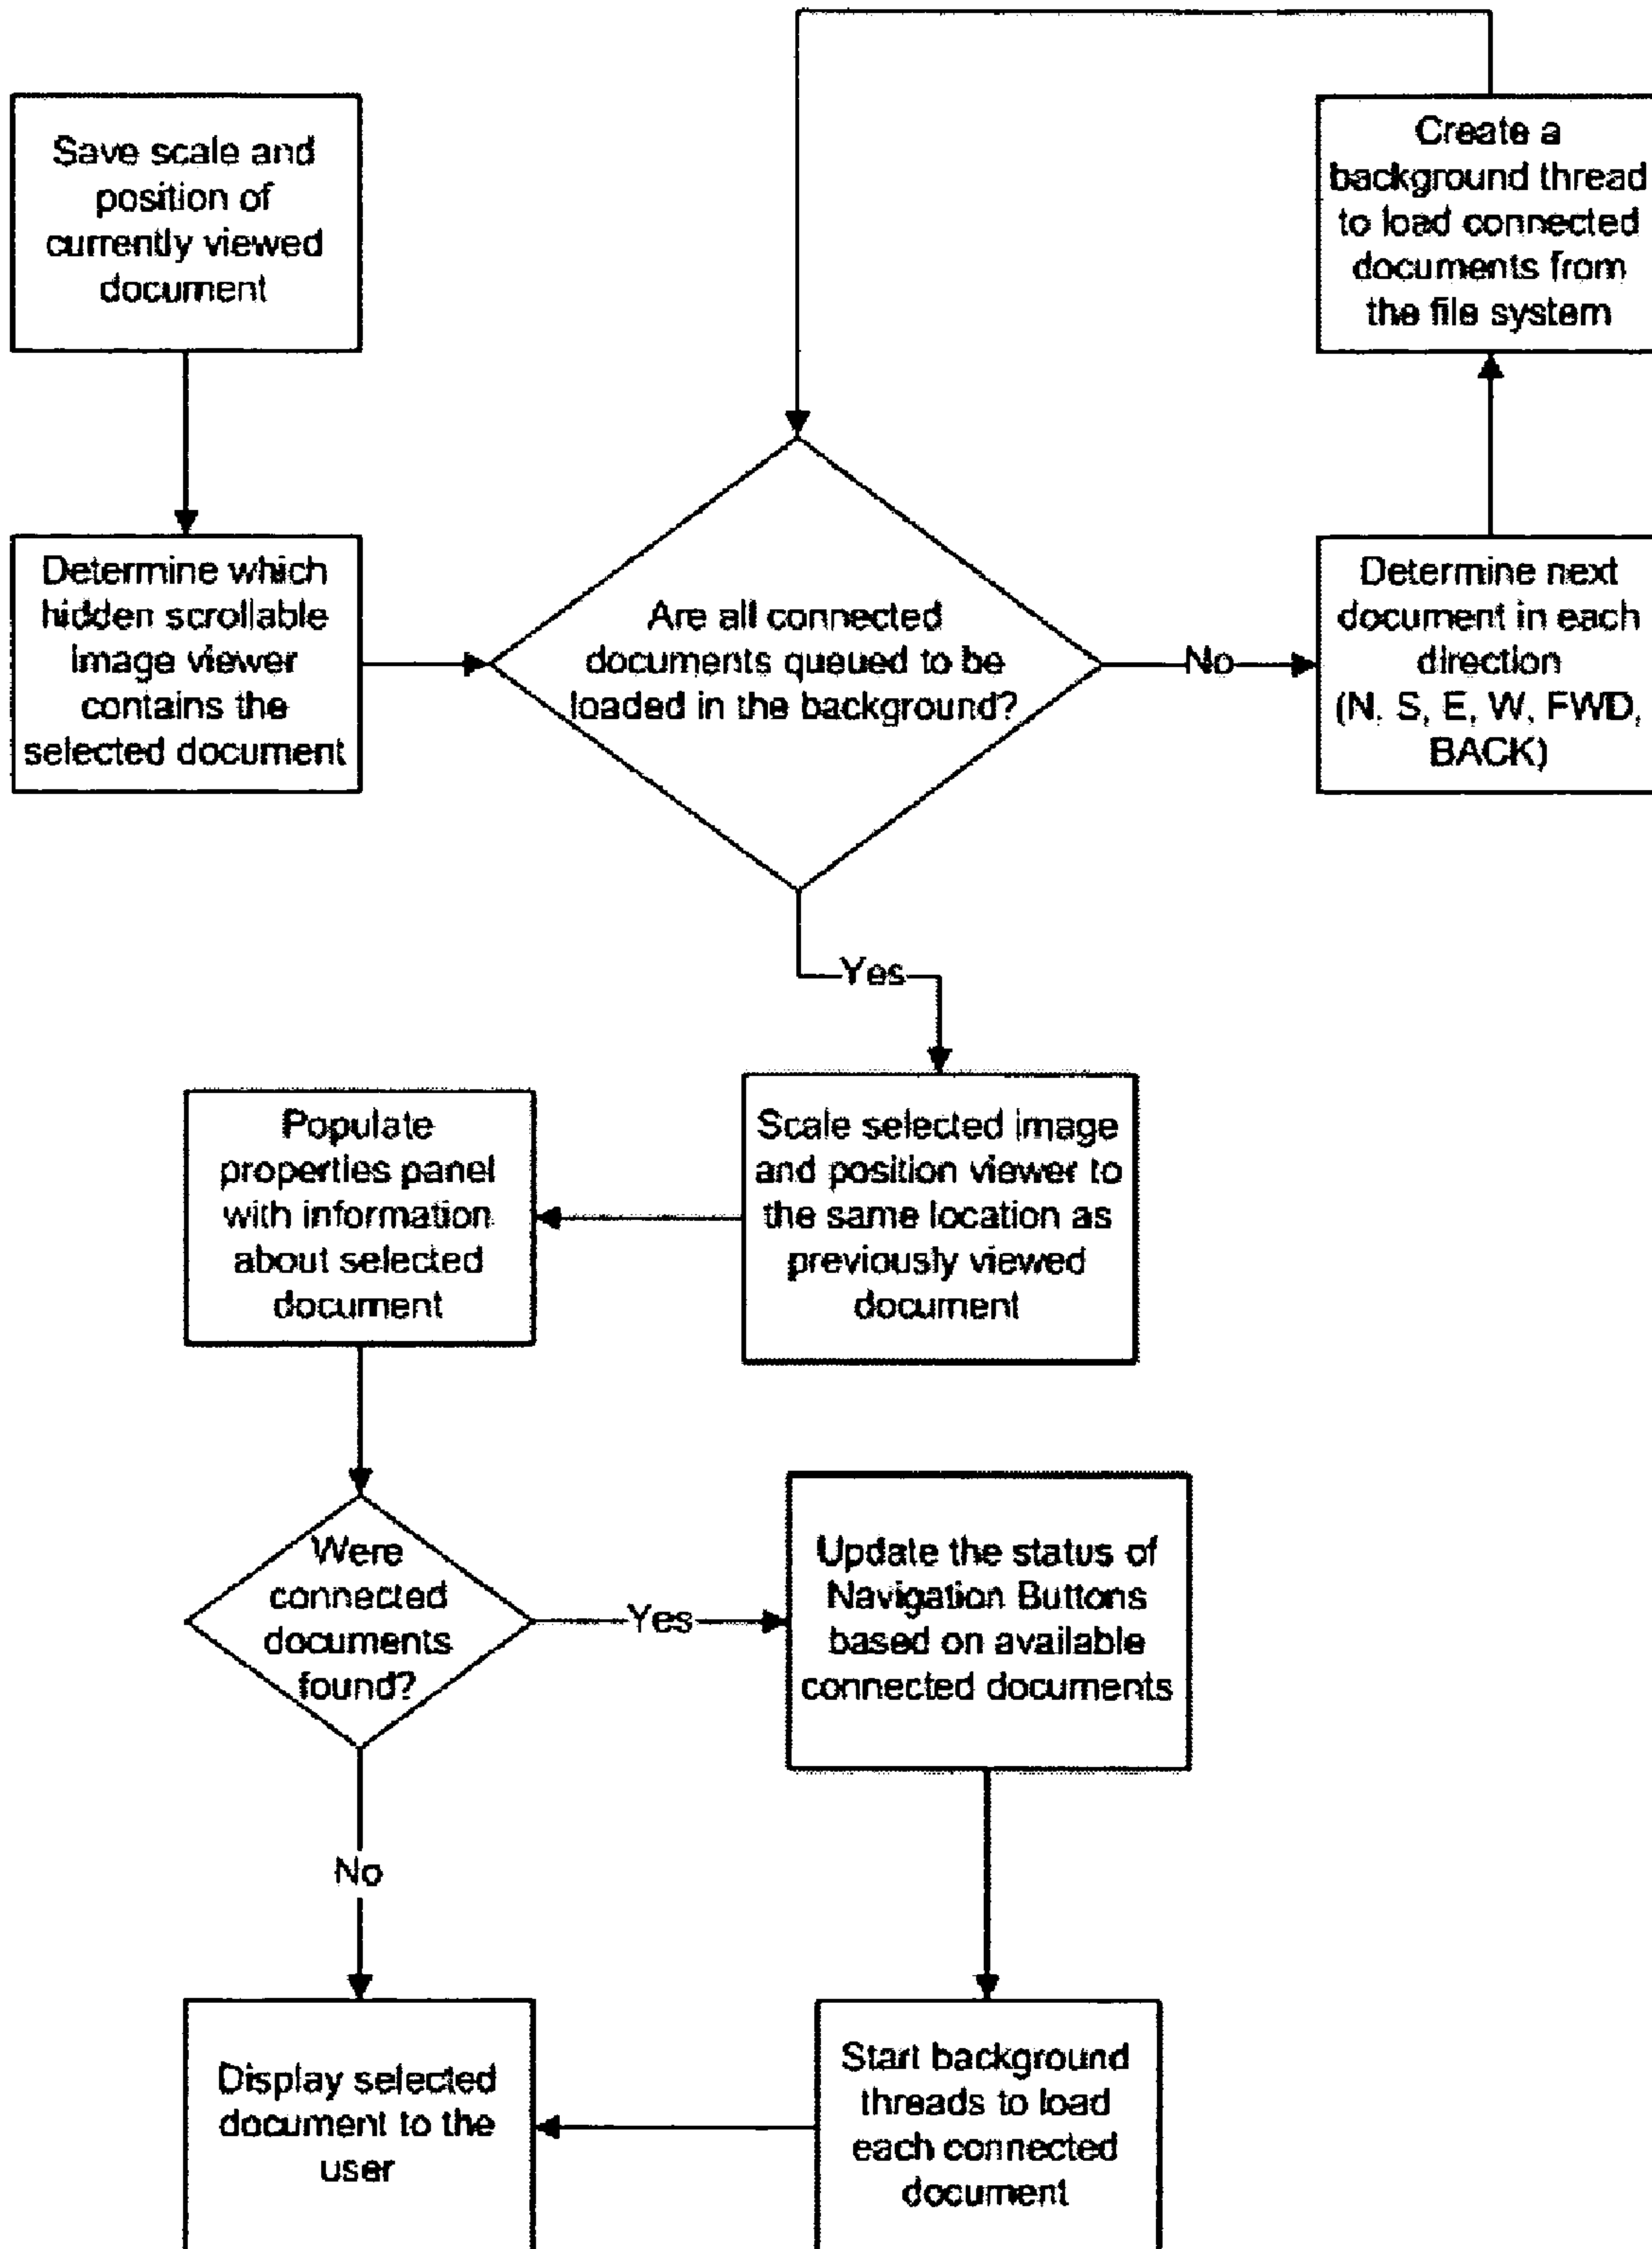 Save scale and
position of
currently viewed
document
Determine which
hidden scrollable
image viewer
contains the
selected document
Are all connected
documents queued to be
loaded in the background?
No
Determine next
document in each
direction
(N, S, E, W, FWD,
BACK)
Create a
background thread
to load connected
documents from
the file system
Yes
Scale selected image
and position viewer to
the same location as
previously viewed
document
Populate
properties panel
with information
about selected
document
Were
connected
documents
found?
Yes
Update the status of
Navigation Buttons
based on available
connected documents
No
Start background
threads to load
each connected
document
Display selected
document to the
user